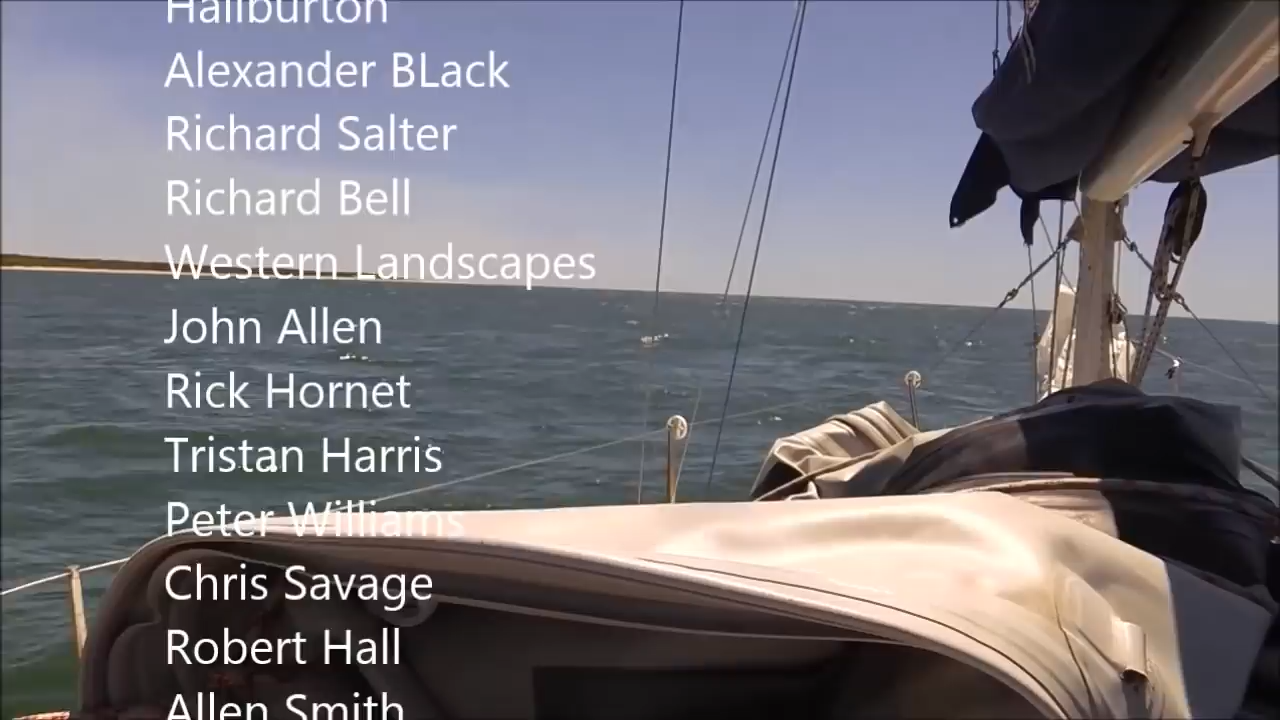 Haliburton
Alexander BLack
Richard Salter
Richard Bell
Western Landscapes
John Allen
Rick Hornet
Tristan Harris
Peter Williams
Chris Savage
Robert Hall
Allen Smith